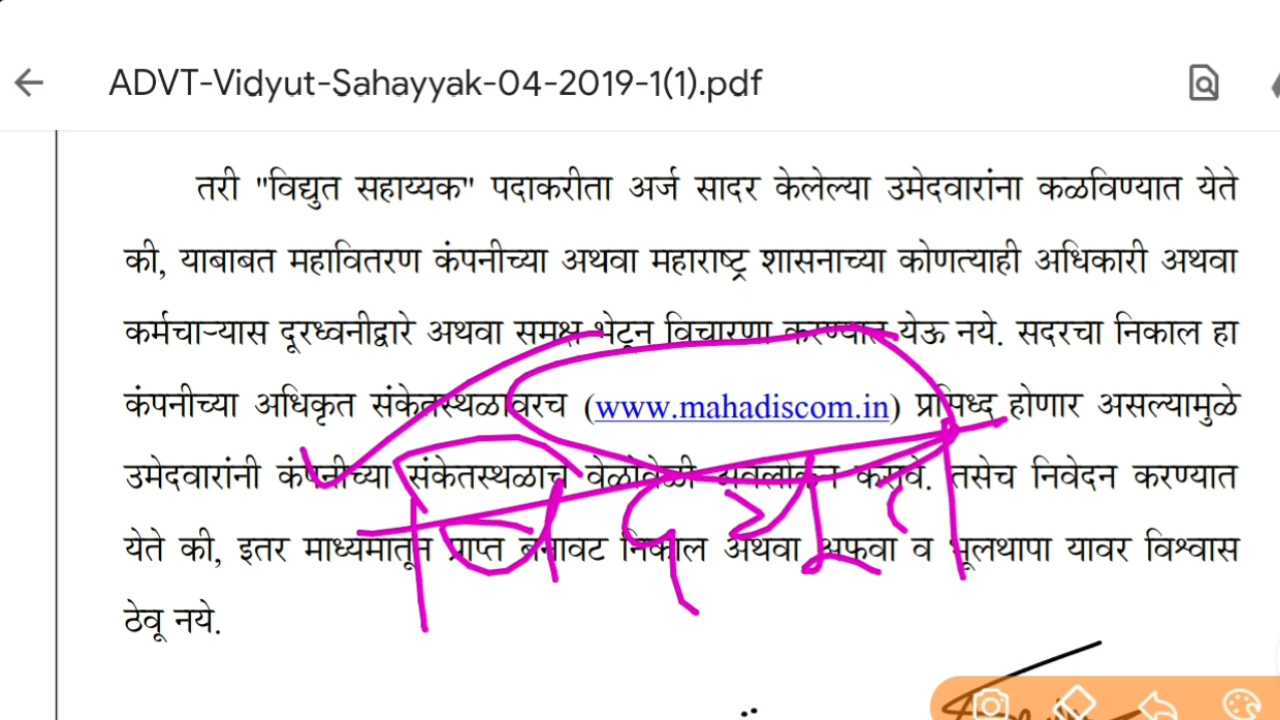 ADVT-Vidyut-Sahayyak-04-2019-1(1).pdf
तरी "विद्युत सहाय्यक" पदाकरीता अर्ज सादर केलेल्या उमेदवारांना कळविण्यात येते
की, याबाबत महावितरण कंपनीच्या अथवा महाराष्ट्र शासनाच्या कोणत्याही अधिकारी अथवा
कर्मचाऱ्यास दूरध्वनीद्वारे अथवा समक्ष भेटून विचारणा करण्यात येऊ नये. सदरचा निकाल हा
कंपनीच्या अधिकृत संकेतस्थळावरच (www.mahadiscom.in) प्रसिध्द होणार असल्यामुळे
उमेदवारांनी कंपनीच्या संकेतस्थळाचे वेळोवेळी अवलोकन करावे. तसेच निवेदन करण्यात
येते की, इतर माध्यमातून प्राप्त बनावट निकाल अथवा अफवा व भूलथापा यावर विश्वास
ठेवू नये.